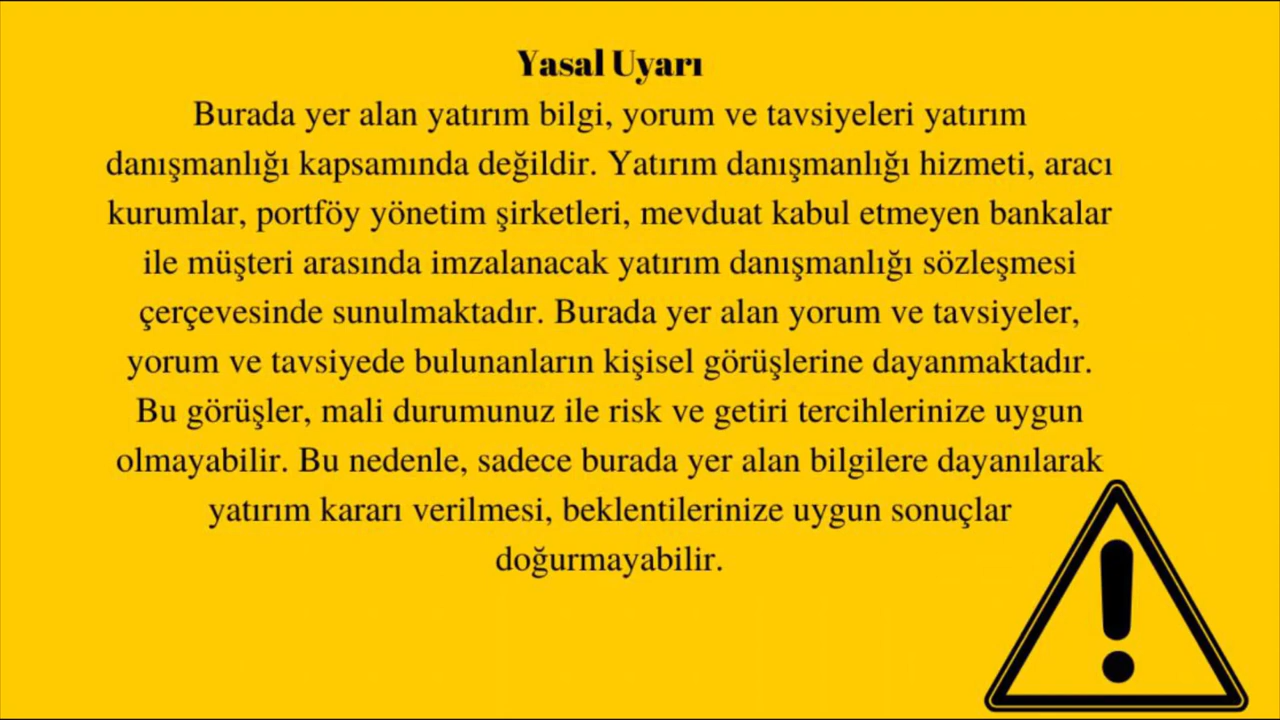 Yasal Uyarı
Burada yer alan yatırım bilgi, yorum ve tavsiyeleri yatırım
danışmanlığı kapsamında değildir. Yatırım danışmanlığı hizmeti, aracı
kurumlar, portföy yönetim şirketleri, mevduat kabul etmeyen bankalar
ile müşteri arasında imzalanacak yatırım danışmanlığı sözleşmesi
çerçevesinde sunulmaktadır. Burada yer alan yorum ve tavsiyeler,
yorum ve tavsiyede bulunanların kişisel görüşlerine dayanmaktadır.
Bu görüşler, mali durumunuz ile risk ve getiri tercihlerinize uygun
olmayabilir. Bu nedenle, sadece burada yer alan bilgilere dayanılarak
yatırım kararı verilmesi, beklentilerinize uygun sonuçlar
doğurmayabilir.